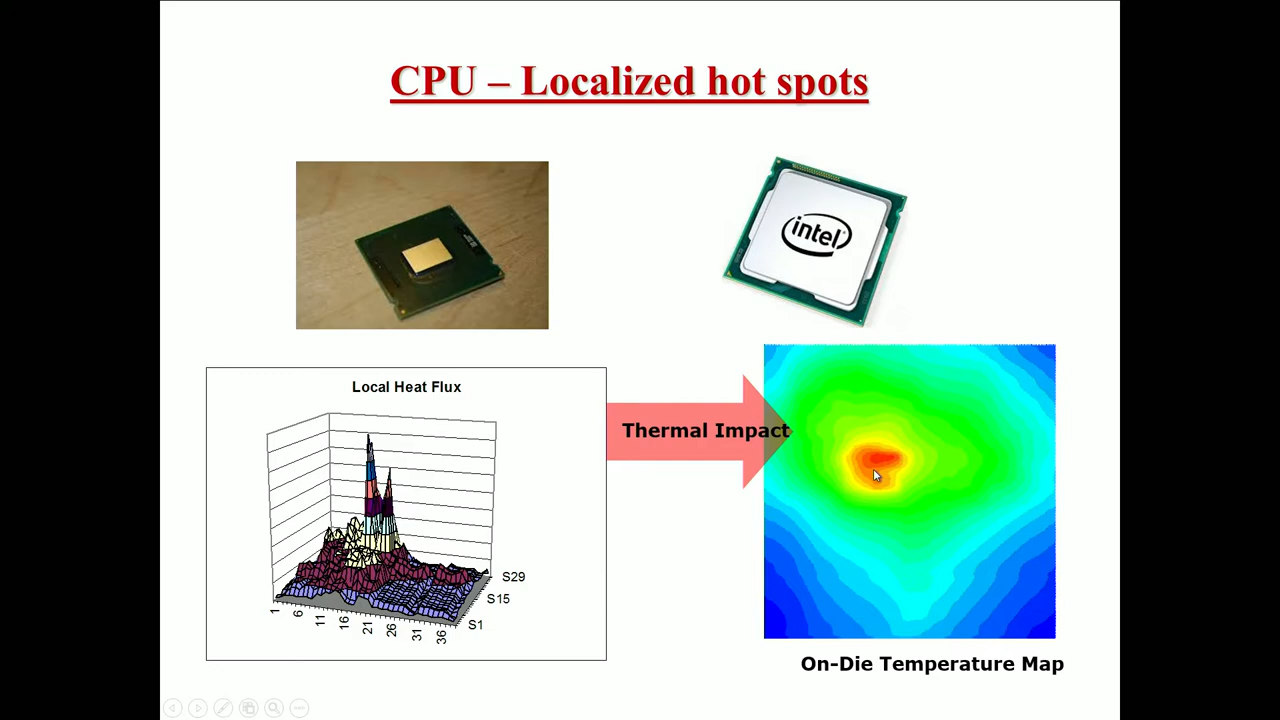 CPU – Localized hot spots
intel
Local Heat Flux
S29
S15
S1
1 6 11 16 21 26 31 36
Thermal Impact
On-Die Temperature Map